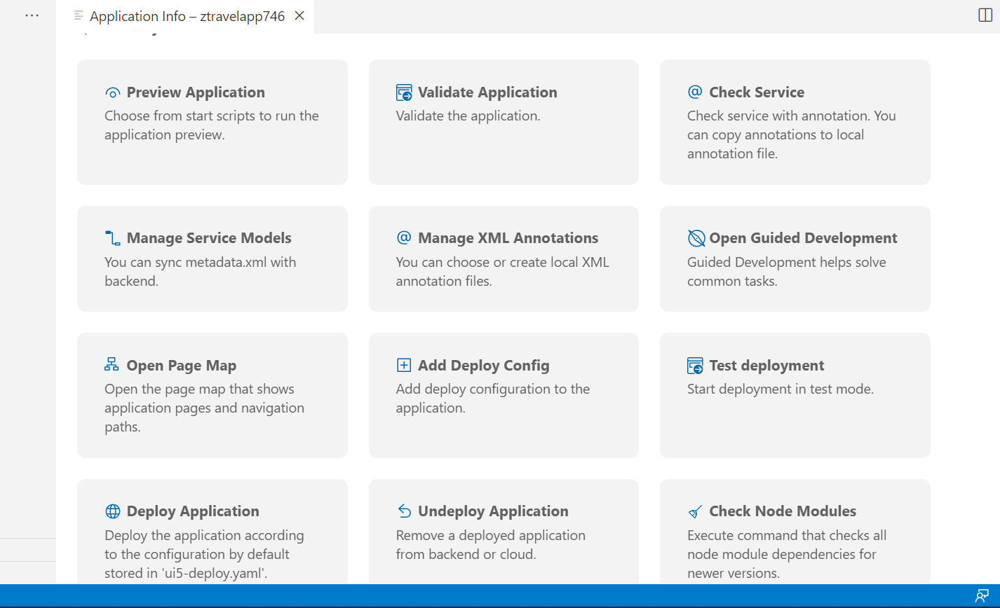 Application Info – ztravelapp746
Preview Application
Choose from start scripts to run the
application preview.
Validate Application
Validate the application.
Check Service
Check service with annotation. You
can copy annotations to local
annotation file.
Manage Service Models
You can sync metadata.xml with
backend.
Manage XML Annotations
You can choose or create local XML
annotation files.
Open Guided Development
Guided Development helps solve
common tasks.
Open Page Map
Open the page map that shows
application pages and navigation
paths.
Add Deploy Config
Add deploy configuration to the
application.
Test deployment
Start deployment in test mode.
Deploy Application
Deploy the application according
to the configuration by default
stored in 'ui5-deploy.yaml'.
Undeploy Application
Remove a deployed application
from backend or cloud.
Check Node Modules
Execute command that checks all
node module dependencies for
newer versions.